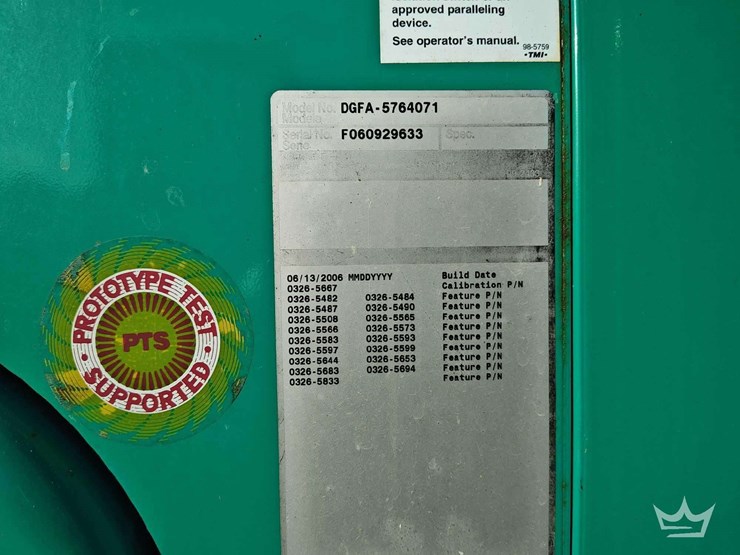 approved paralleling
device.
See operator's manual.
98-5759
•TMI•
Model No. DGFA-5764071
Modelo
Serial No. F060929633 Spec.
06/13/2006 MMDDYYYY Build Date
0326-5667 Calibration P/N
0326-5482 0326-5484 Feature P/N
0326-5487 0326-5490 Feature P/N
0326-5508 0326-5565 Feature P/N
0326-5566 0326-5573 Feature P/N
0326-5583 0326-5593 Feature P/N
0326-5597 0326-5599 Feature P/N
0326-5644 0326-5653 Feature P/N
0326-5683 0326-5694 Feature P/N
0326-5833 Feature P/N
PROTOTYPE TEST
PTS
SUPPORTED